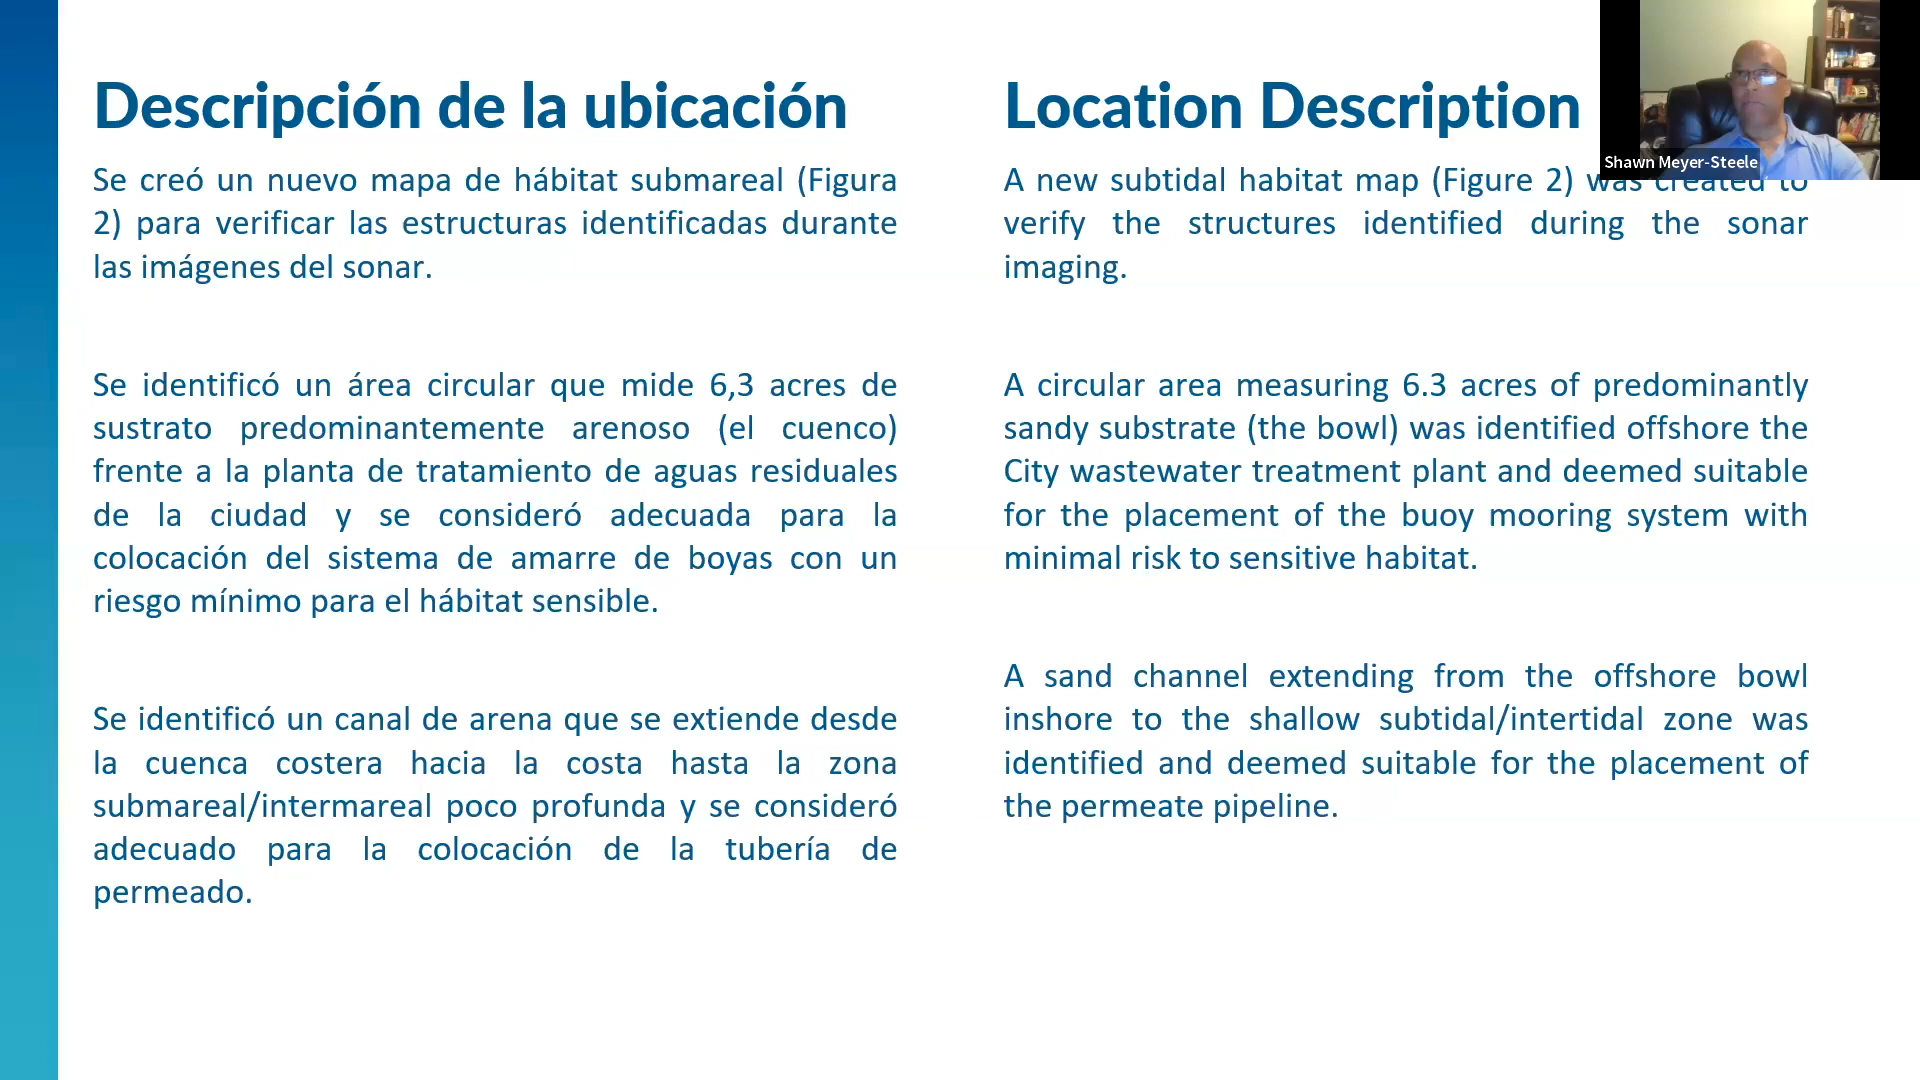 Descripción de la ubicación
Se creó un nuevo mapa de hábitat submareal (Figura
2) para verificar las estructuras identificadas durante
las imágenes del sonar.
Se identificó un área circular que mide 6,3 acres de
sustrato predominantemente arenoso (el cuenco)
frente a la planta de tratamiento de aguas residuales
de la ciudad y se consideró adecuada para la
colocación del sistema de amarre de boyas con un
riesgo mínimo para el hábitat sensible.
Se identificó un canal de arena que se extiende desde
la cuenca costera hacia la costa hasta la zona
submareal/intermareal poco profunda y se consideró
adecuado para la colocación de la tubería de
permeado.
Location Description
A new subtidal habitat map (Figure 2) was created to
verify the structures identified during the sonar
imaging.
A circular area measuring 6.3 acres of predominantly
sandy substrate (the bowl) was identified offshore the
City wastewater treatment plant and deemed suitable
for the placement of the buoy mooring system with
minimal risk to sensitive habitat.
A sand channel extending from the offshore bowl
inshore to the shallow subtidal/intertidal zone was
identified and deemed suitable for the placement of
the permeate pipeline.
Shawn Meyer-Steele